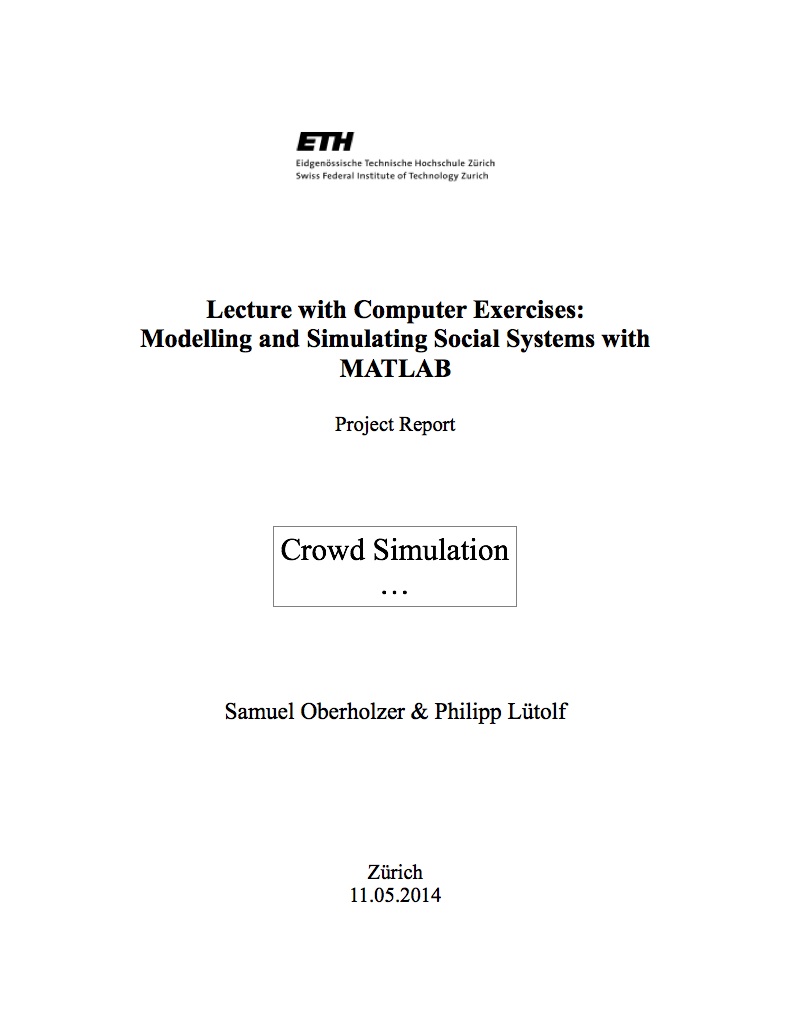 ETH
Eidgenössische Technische Hochschule Zürich
Swiss Federal Institute of Technology Zurich
Lecture with Computer Exercises:
Modelling and Simulating Social Systems with
MATLAB
Project Report
Crowd Simulation
…
Samuel Oberholzer & Philipp Lütolf
Zürich
11.05.2014